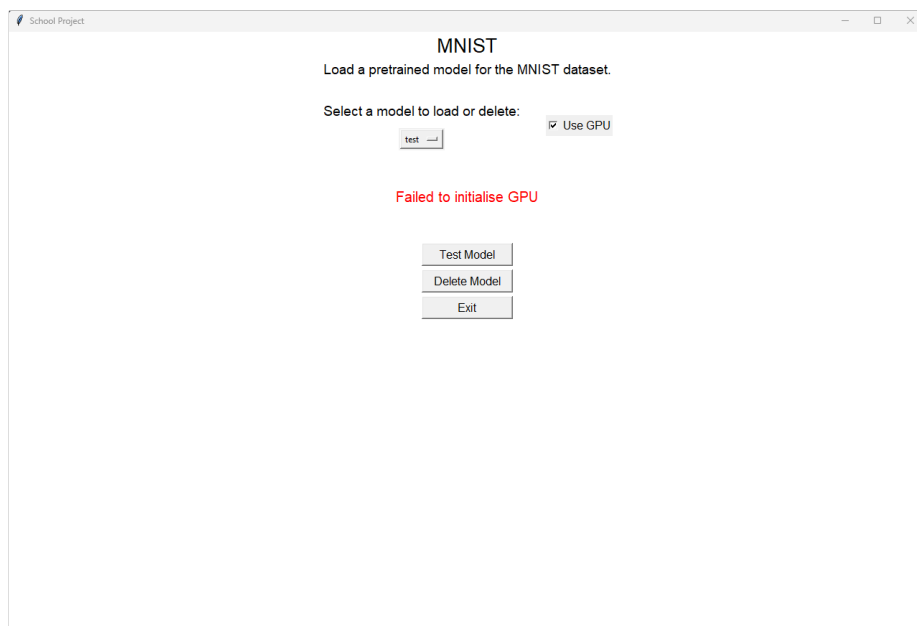 School Project
MNIST
Load a pretrained model for the MNIST dataset.
Select a model to load or delete:
Use GPU
test
Failed to initialise GPU
Test Model
Delete Model
Exit